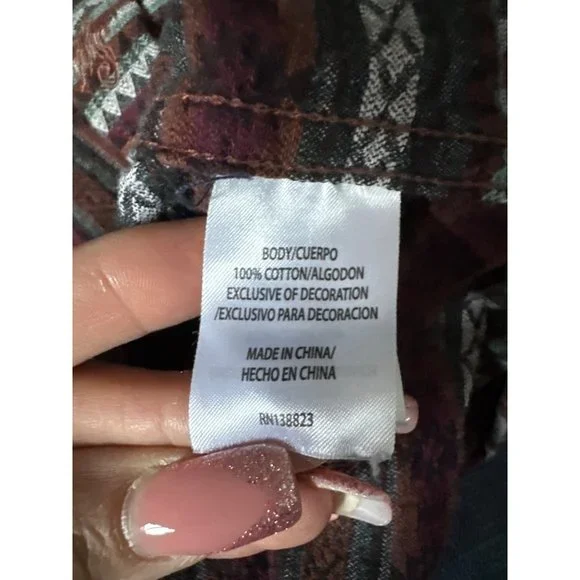 BODY/CUERPO
100% COTTON/ALGODON
EXCLUSIVE OF DECORATION
/EXCLUSIVO PARA DECORACION
MADE IN CHINA/
HECHO EN CHINA
RN138823